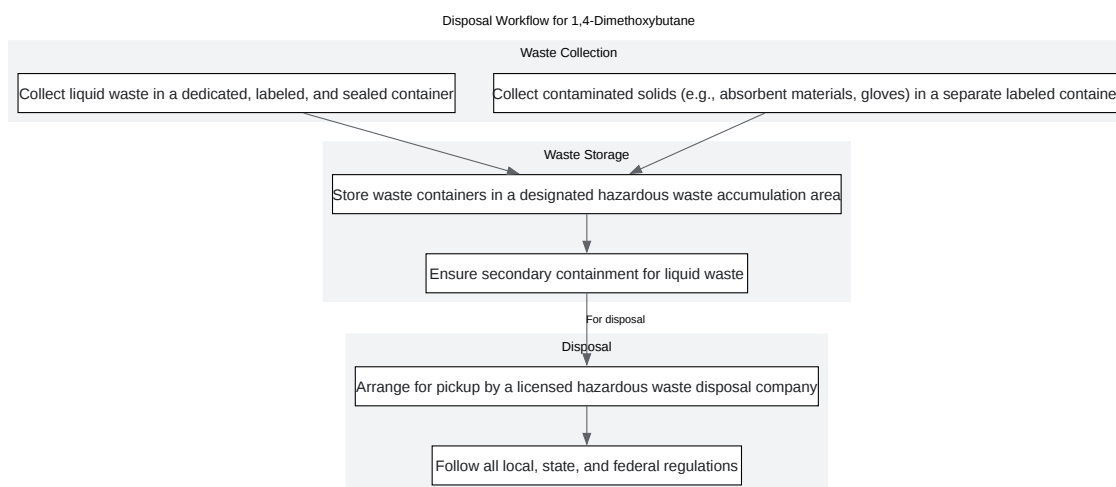 Disposal Workflow for 1,4-Dimethoxybutane
Waste Collection
Collect liquid waste in a dedicated, labeled, and sealed container
Collect contaminated solids (e.g., absorbent materials, gloves) in a separate labeled containe
Waste Storage
Store waste containers in a designated hazardous waste accumulation area
Ensure secondary containment for liquid waste
For disposal
Disposal
Arrange for pickup by a licensed hazardous waste disposal company
Follow all local, state, and federal regulations